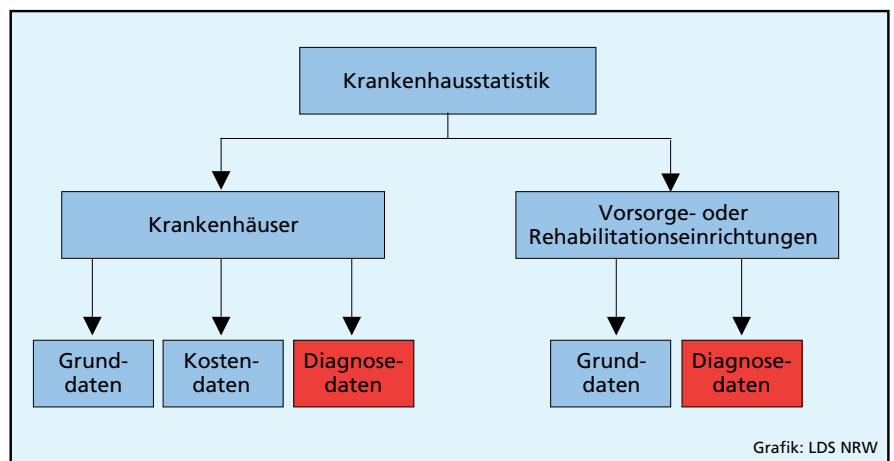 Krankenhausstatistik
Krankenhäuser
Vorsorge- oder
Rehabilitationseinrichtungen
Grund-
daten
Kosten-
daten
Diagnose-
daten
Grund-
daten
Diagnose-
daten
Grafik: LDS NRW